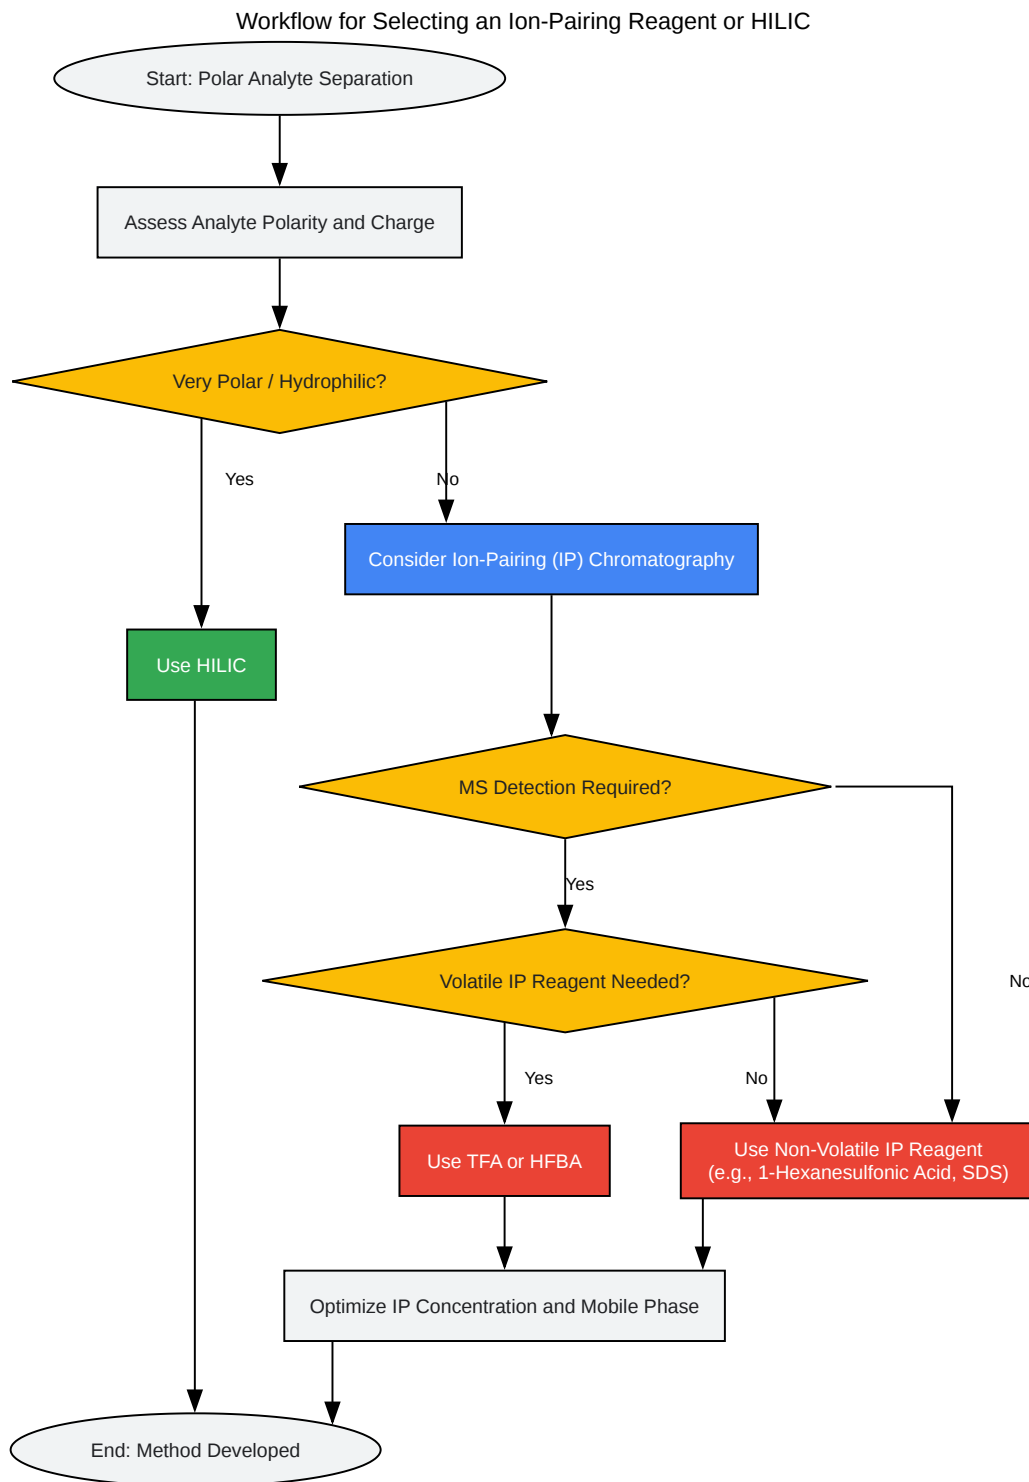 Workflow for Selecting an Ion-Pairing Reagent or HILIC
Start: Polar Analyte Separation
Assess Analyte Polarity and Charge
Very Polar / Hydrophilic?
Yes
No
Consider Ion-Pairing (IP) Chromatography
Use HILIC
MS Detection Required?
Yes
Volatile IP Reagent Needed?
No
Yes
No
Use TFA or HFBA
Use Non-Volatile IP Reagent
(e.g., 1-Hexanesulfonic Acid, SDS)
Optimize IP Concentration and Mobile Phase
End: Method Developed